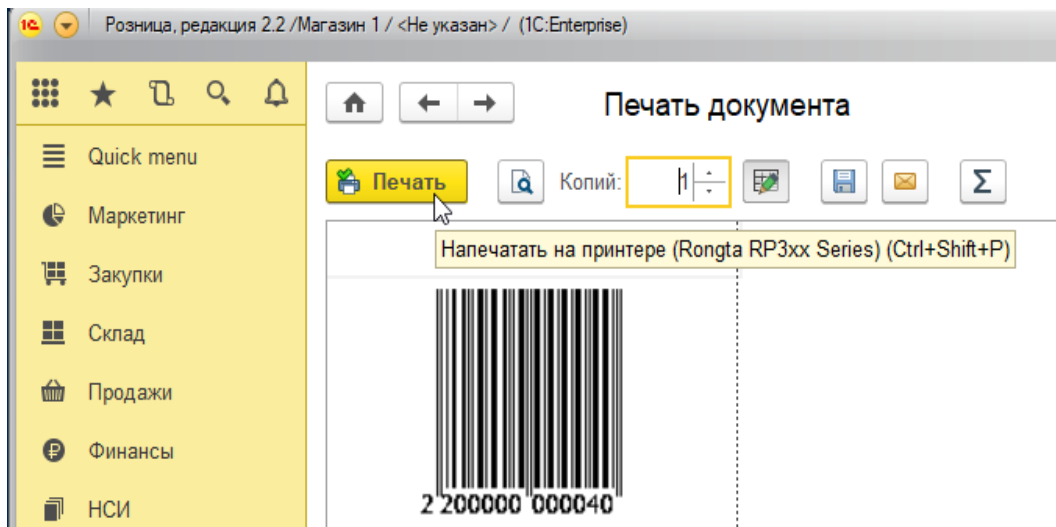 1С Розница, редакция 2.2 /Магазин 1 / <Не указан> / (1C:Enterprise)
Печать документа
Печать Копий: 1 Σ
Напечатать на принтере (Rongta RP3xx Series) (Ctrl+Shift+P)
Quick menu
Маркетинг
Закупки
Склад
Продажи
Финансы
НСИ
2 200000 000040